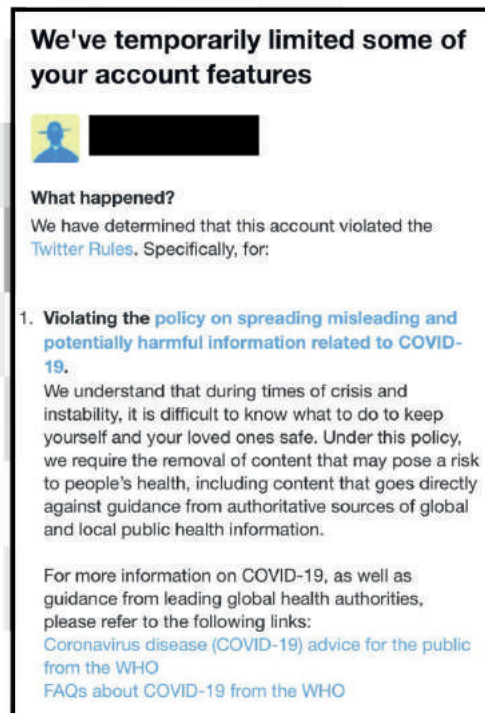 We've temporarily limited some of
your account features
What happened?
We have determined that this account violated the
Twitter Rules. Specifically, for:
1. Violating the policy on spreading misleading and
potentially harmful information related to COVID-
19.
We understand that during times of crisis and
instability, it is difficult to know what to do to keep
yourself and your loved ones safe. Under this policy,
we require the removal of content that may pose a risk
to people's health, including content that goes directly
against guidance from authoritative sources of global
and local public health information.
For more information on COVID-19, as well as
guidance from leading global health authorities,
please refer to the following links:
Coronavirus disease (COVID-19) advice for the public
from the WHO
FAQs about COVID-19 from the WHO